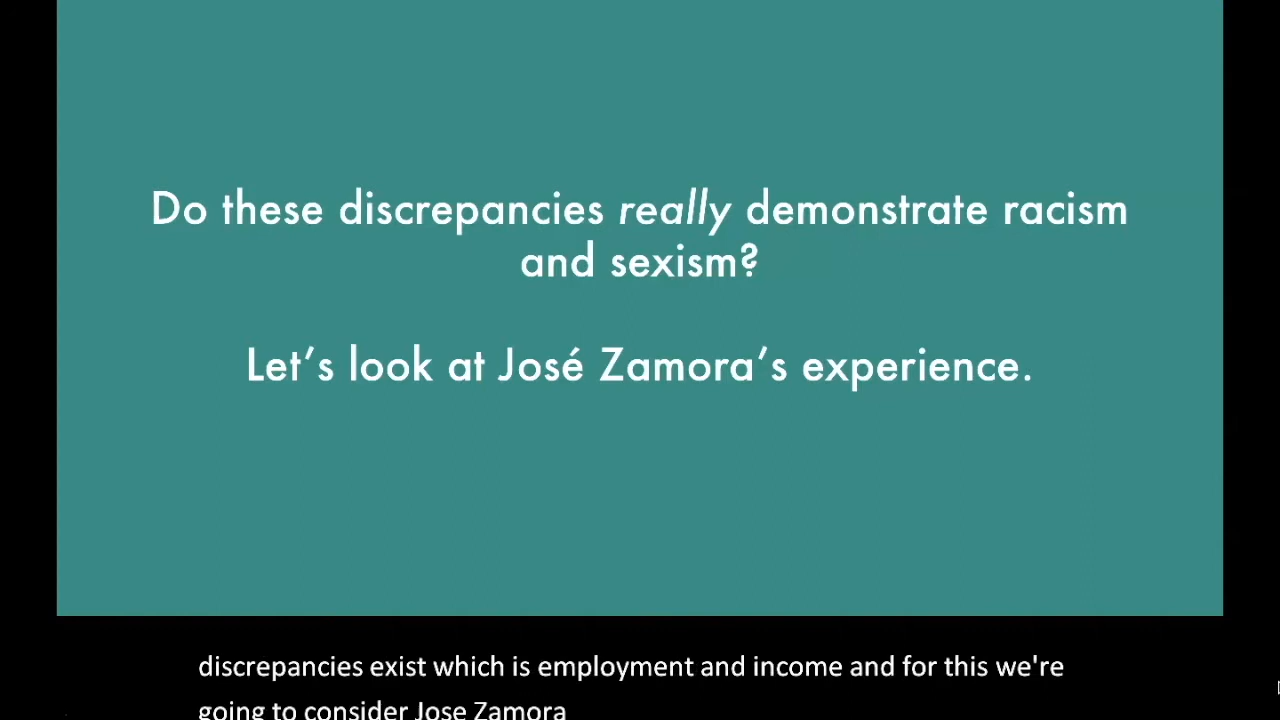 Do these discrepancies really demonstrate racism
and sexism?
Let’s look at José Zamora’s experience.
discrepancies exist which is employment and income and for this we're
going to consider Jose Zamora